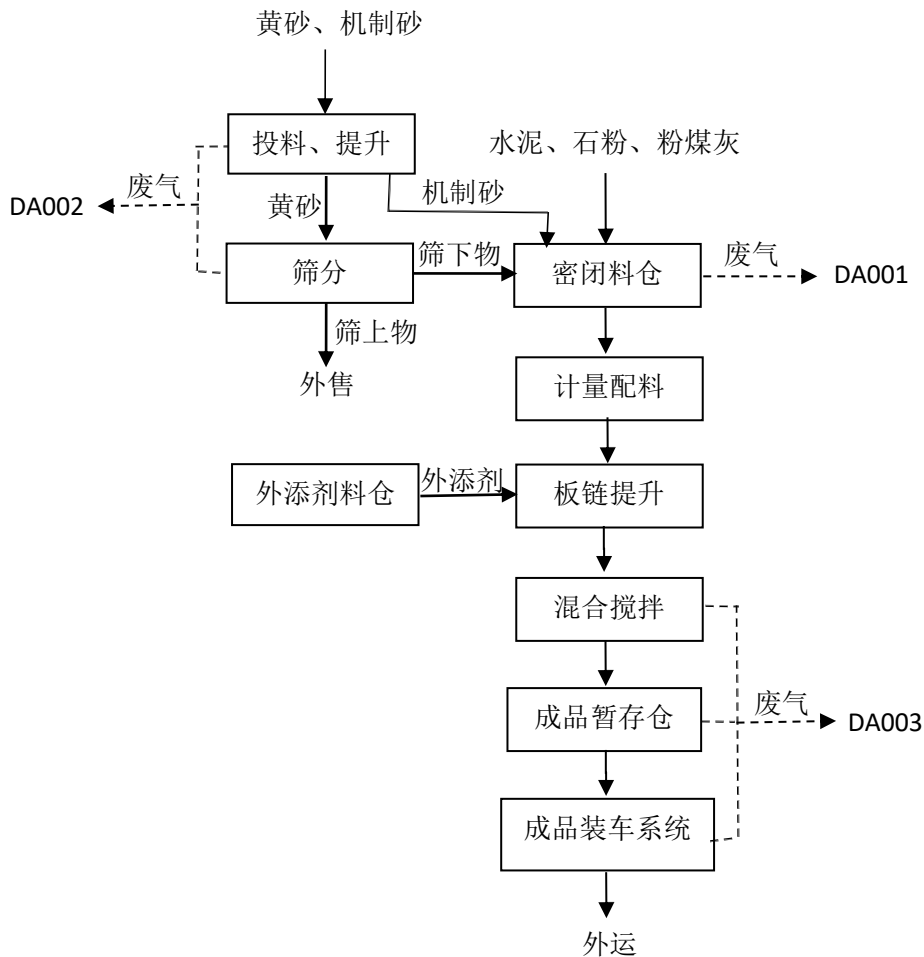 黄砂、机制砂
投料、提升
水泥、石粉、粉煤灰
废气
DA002
黄砂
机制砂
筛分
筛下物
密闭料仓
废气
DA001
筛上物
外售
计量配料
外添剂料仓
外添剂
板链提升
混合搅拌
成品暂存仓
废气
DA003
成品装车系统
外运